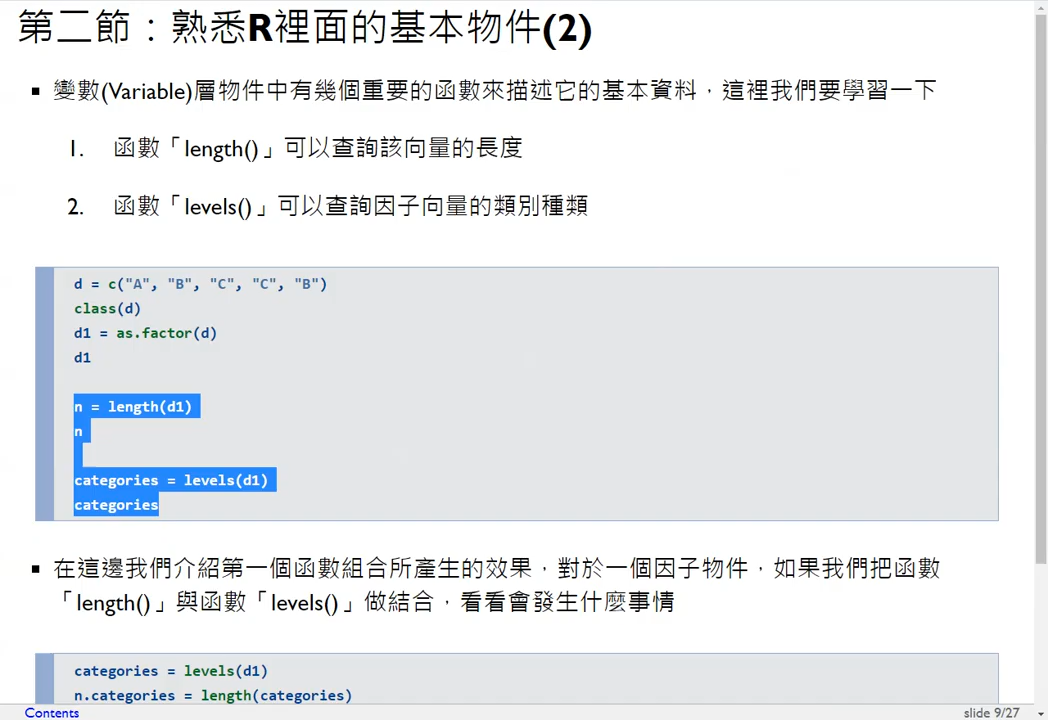 第二節：熟悉R裡面的基本物件(2)
▪ 變數(Variable)層物件中有幾個重要的函數來描述它的基本資料，這裡我們要學習一下
1. 函數「length()」可以查詢該向量的長度
2. 函數「levels()」可以查詢因子向量的類別種類
d = c("A", "B", "C", "C", "B")
class(d)
d1 = as.factor(d)
d1
n = length(d1)
n
categories = levels(d1)
categories
▪ 在這邊我們介紹第一個函數組合所產生的效果，對於一個因子物件，如果我們把函數
「length()」與函數「levels()」做結合，看看會發生什麼事情
categories = levels(d1)
n.categories = length(categories)
Contents
slide 9/27